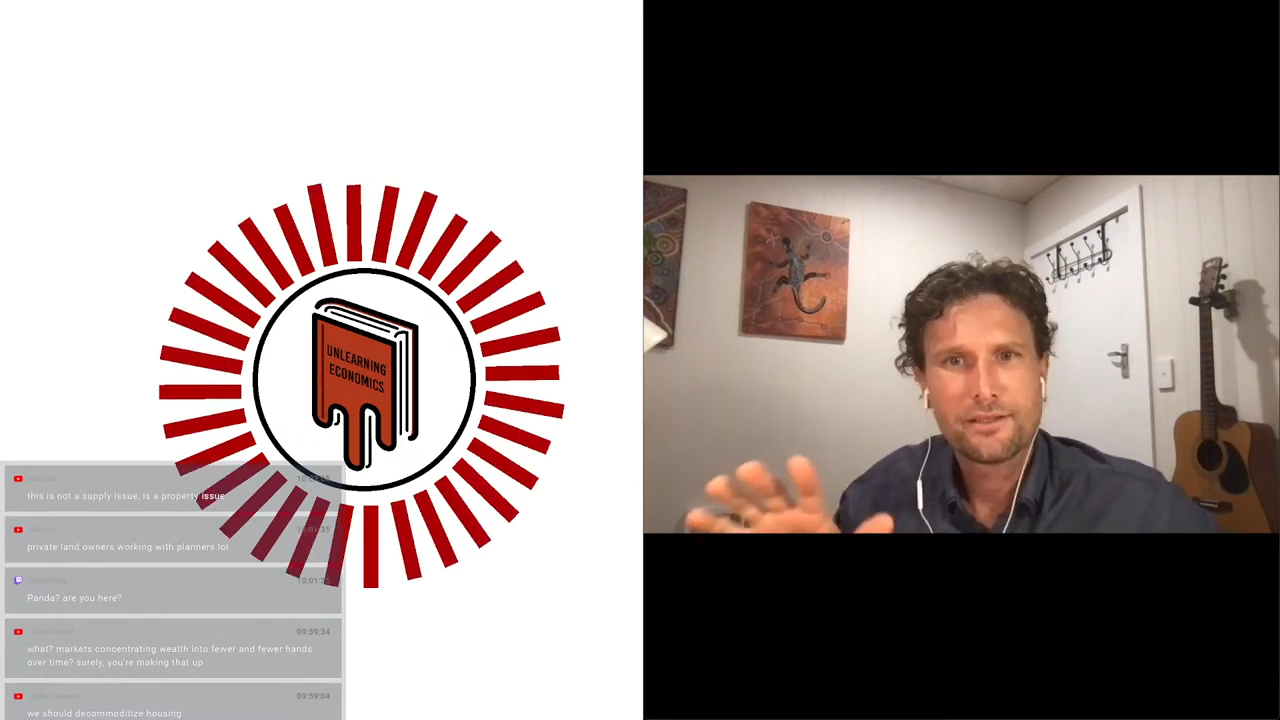 UNLEARNING
ECONOMICS
this is not a supply issue, is a property issue
private land owners working with planners lol
Panda? are you here?
09:59:34
what? markets concentrating wealth into fewer and fewer hands
over time? surely, you're making that up
09:59:04
we should decommoditize housing